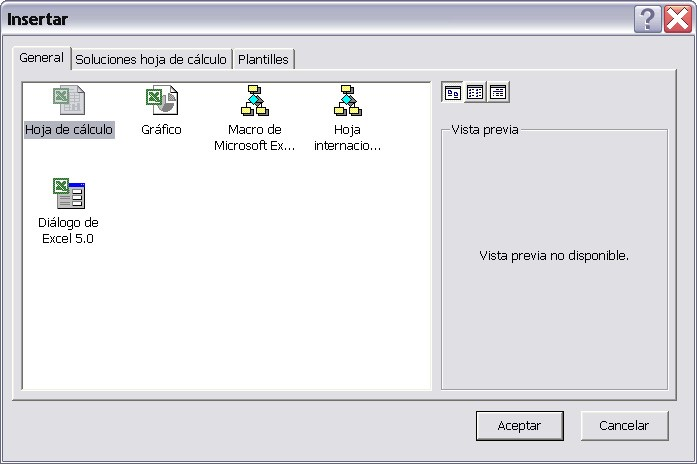 Insertar
General
Soluciones hoja de cálculo
Plantilles
Hoja de cálculo
Gráfico
Macro de
Microsoft Ex...
Hoja
internacio...
Diálogo de
Excel 5.0
Vista previa
Vista previa no disponible.
Aceptar
Cancelar